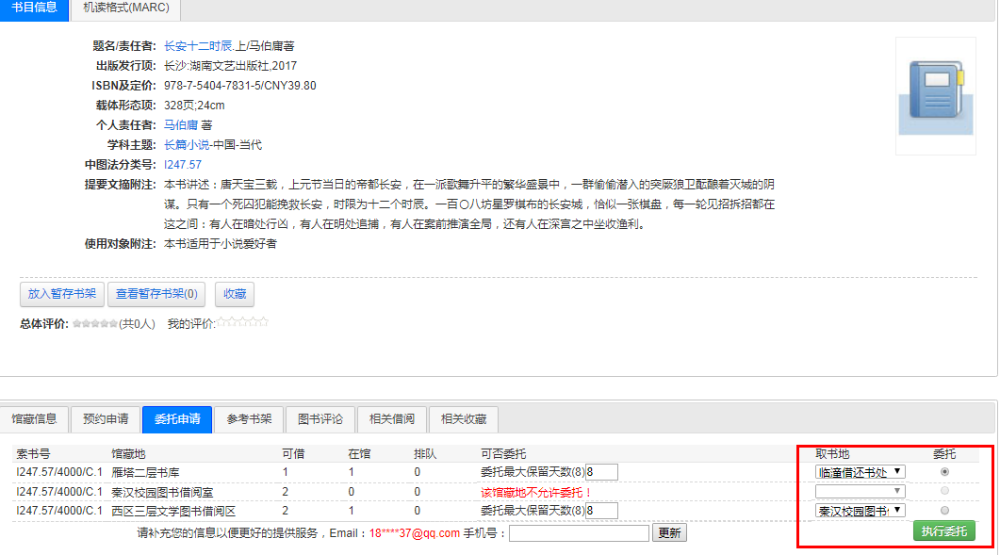 书目信息 机读格式(MARC)
题名/责任者: 长安十二时辰.上/马伯庸著
出版发行项: 长沙:湖南文艺出版社,2017
ISBN及定价: 978-7-5404-7831-5/CNY39.80
载体形态项: 328页;24cm
个人责任者: 马伯庸 著
学科主题: 长篇小说-中国-当代
中图法分类号: I247.57
提要文摘附注: 本书讲述：唐天宝三载，上元节当日的帝都长安，在一派歌舞升平的繁华盛景中，一群偷偷潜入的突厥狼卫酝酿着灭城的阴
谋。只有一个死囚犯能挽救长安，时限为十二个时辰。一百〇八坊星罗棋布的长安城，恰似一张棋盘，每一轮见招拆招都在
这之间：有人在暗处行凶，有人在明处追捕，有人在案前推演全局，还有人在深宫之中坐收渔利。
使用对象附注: 本书适用于小说爱好者
放入暂存书架 查看暂存书架(0) 收藏
总体评价: (共0人) 我的评价:
馆藏信息 预约申请 委托申请 参考书架 图书评论 相关借阅 相关收藏
索书号 馆藏地 可借 在馆 排队 可否委托 取书地 委托
I247.57/4000/C.1 雁塔二层书库 1 1 0 委托最大保留天数(8) 8 临潼借还书处
I247.57/4000/C.1 秦汉校园图书借阅室 2 0 0 该馆藏地不允许委托！
I247.57/4000/C.1 西区三层文学图书借阅区 2 1 0 委托最大保留天数(8) 8 秦汉校园图书
请补充您的信息以便更好的提供服务，Email：18****37@qq.com 手机号： 更新 执行委托